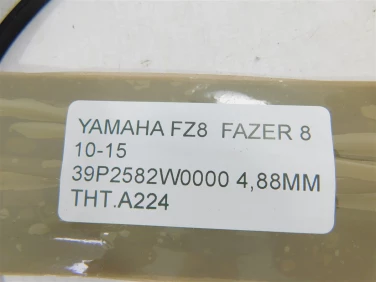 YAMAHA FZ8 FAZER 8
10-15
39P2582W0000 4,88MM
THT.A224